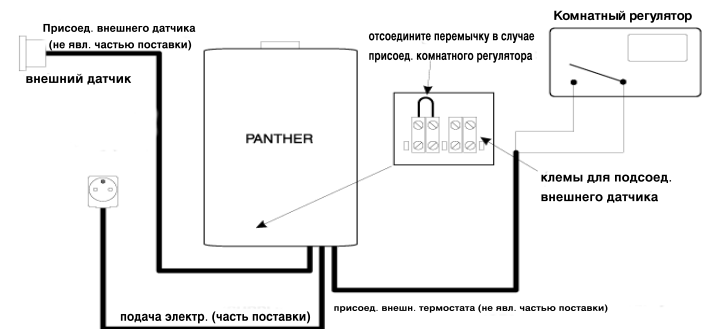 Присоед. внешнего датчика
(не явл. частью поставки)
внешний датчик
отсоедините перемычку в случае
присоед. комнатного регулятора
Комнатный регулятор
PANTHER
клемы для подсоед.
внешнего датчика
подача электр. (часть поставки)
присоед. внешн. термостата (не явл. частью поставки)